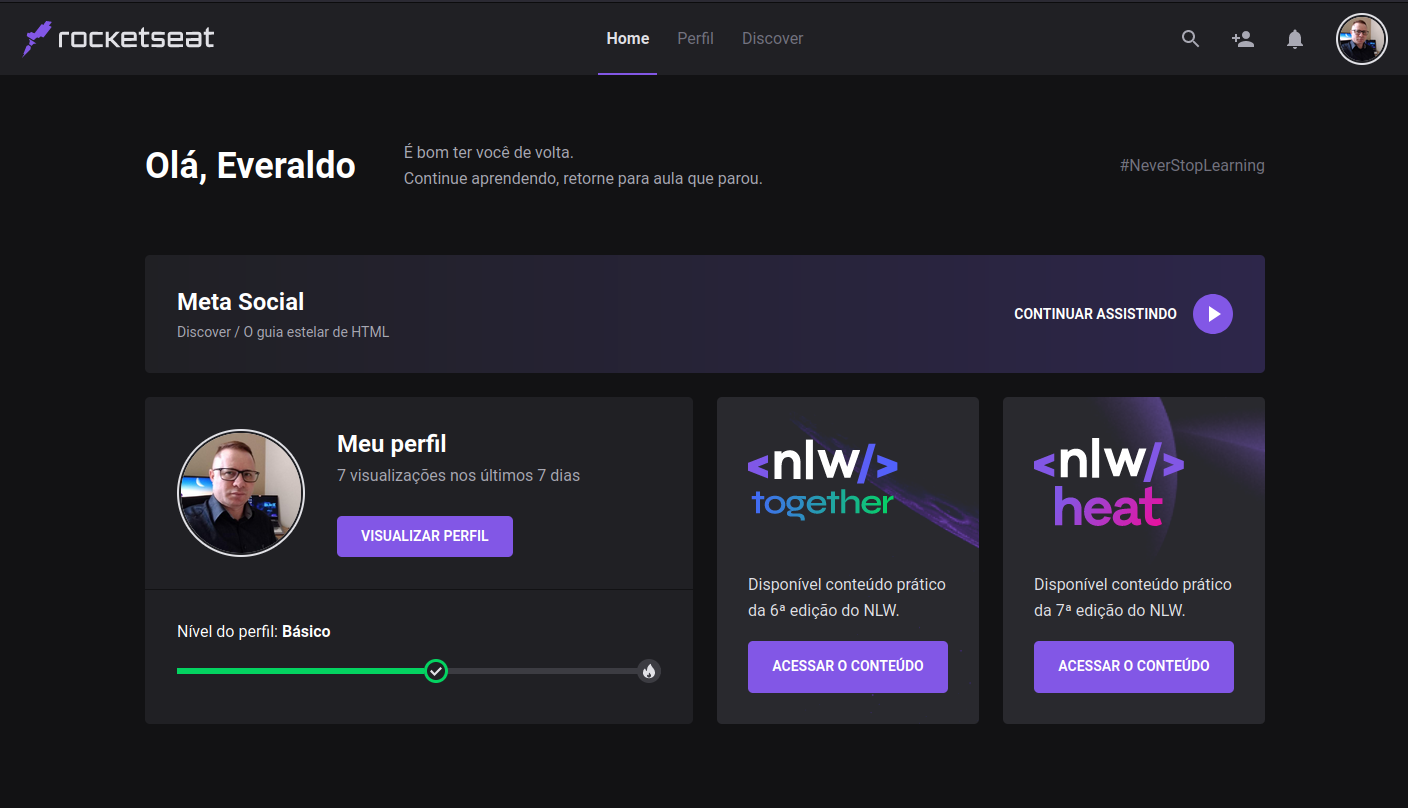 rocketseat
Home
Perfil
Discover
Olá, Everaldo
É bom ter você de volta.
Continue aprendendo, retorne para aula que parou.
#NeverStopLearning
Meta Social
Discover / O guia estelar de HTML
CONTINUAR ASSISTINDO
Meu perfil
7 visualizações nos últimos 7 dias
VISUALIZAR PERFIL
Nível do perfil: Básico
<nlw/>
together
Disponível conteúdo prático
da 6ª edição do NLW.
ACESSAR O CONTEÚDO
<nlw/>
heat
Disponível conteúdo prático
da 7ª edição do NLW.
ACESSAR O CONTEÚDO